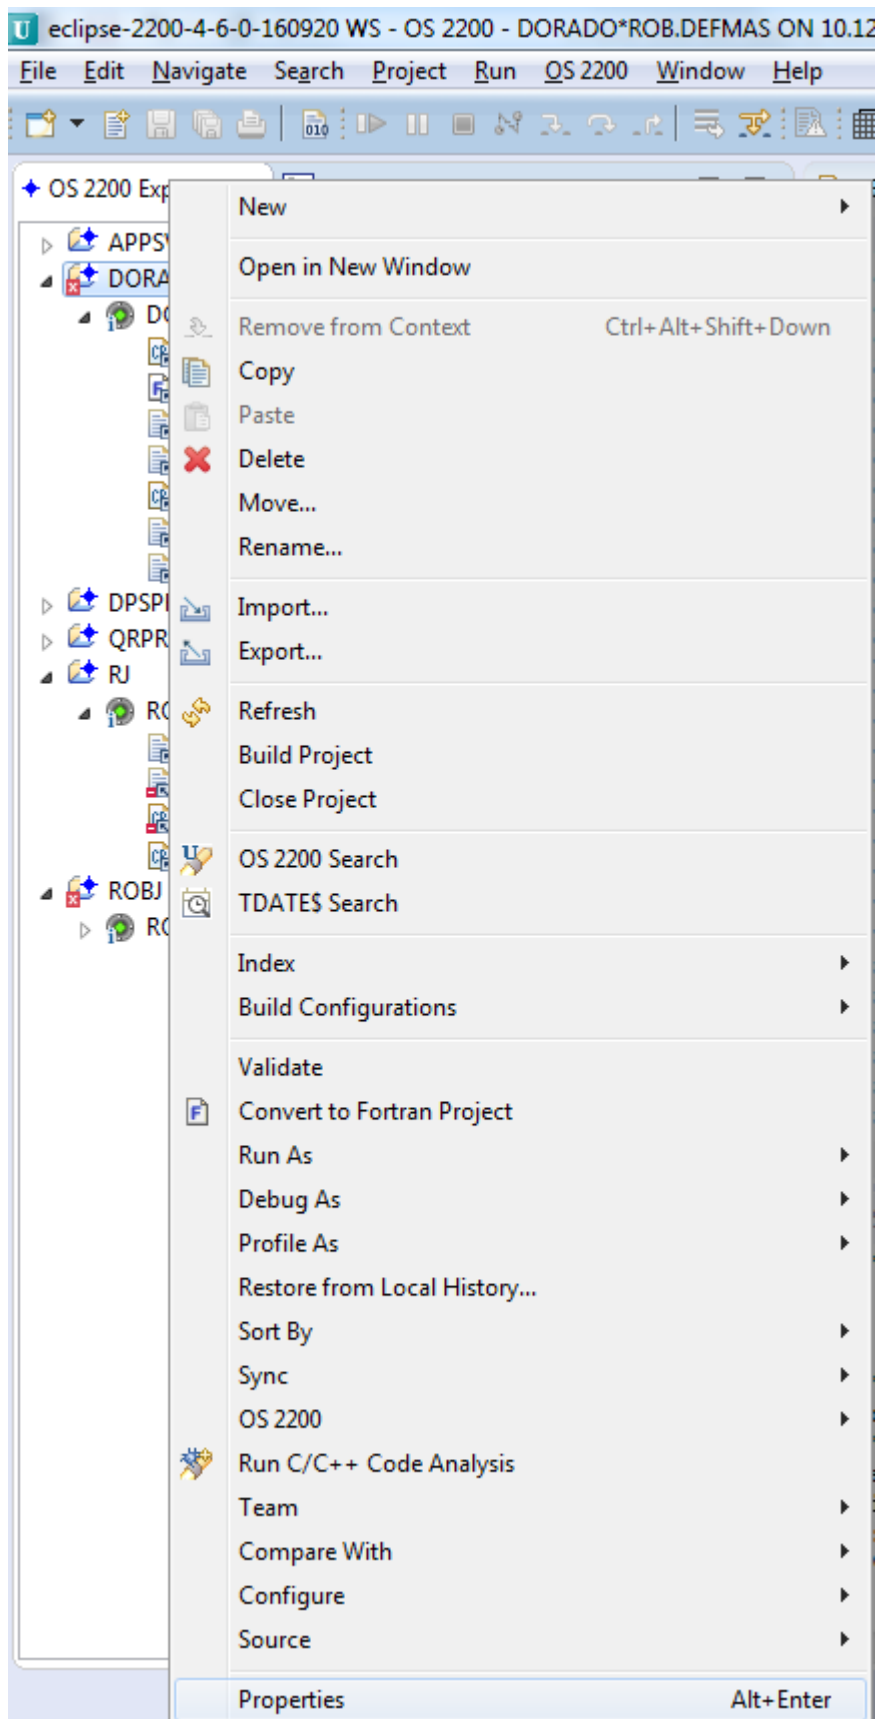 eclipse-2200-4-6-0-160920 WS - OS 2200 - DORADO*ROB.DEFMAS ON 10.12
File Edit Navigate Search Project Run OS 2200 Window Help
010
OS 2200 Exp
New
APPS
Open in New Window
DORA
DO
Remove from Context Ctrl+Alt+Shift+Down
Copy
Paste
Delete
Move...
Rename...
DPSP
Import...
QRPR
Export...
RJ
RO
Refresh
Build Project
Close Project
OS 2200 Search
ROBJ
TDATE$ Search
RO
Index
Build Configurations
Validate
Convert to Fortran Project
Run As
Debug As
Profile As
Restore from Local History...
Sort By
Sync
OS 2200
Run C/C++ Code Analysis
Team
Compare With
Configure
Source
Properties Alt+Enter